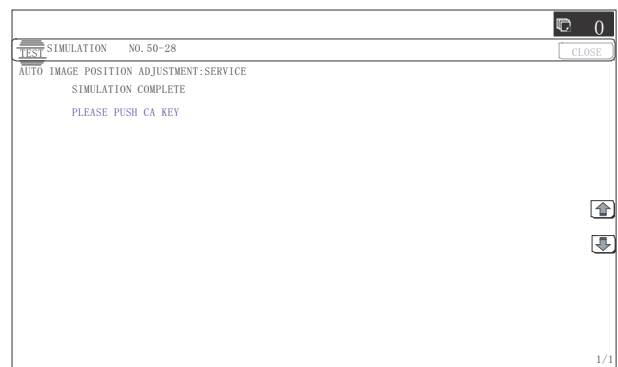 0
TEST SIMULATION NO. 50-28
CLOSE
AUTO IMAGE POSITION ADJUSTMENT:SERVICE
SIMULATION COMPLETE
PLEASE PUSH CA KEY
1/1